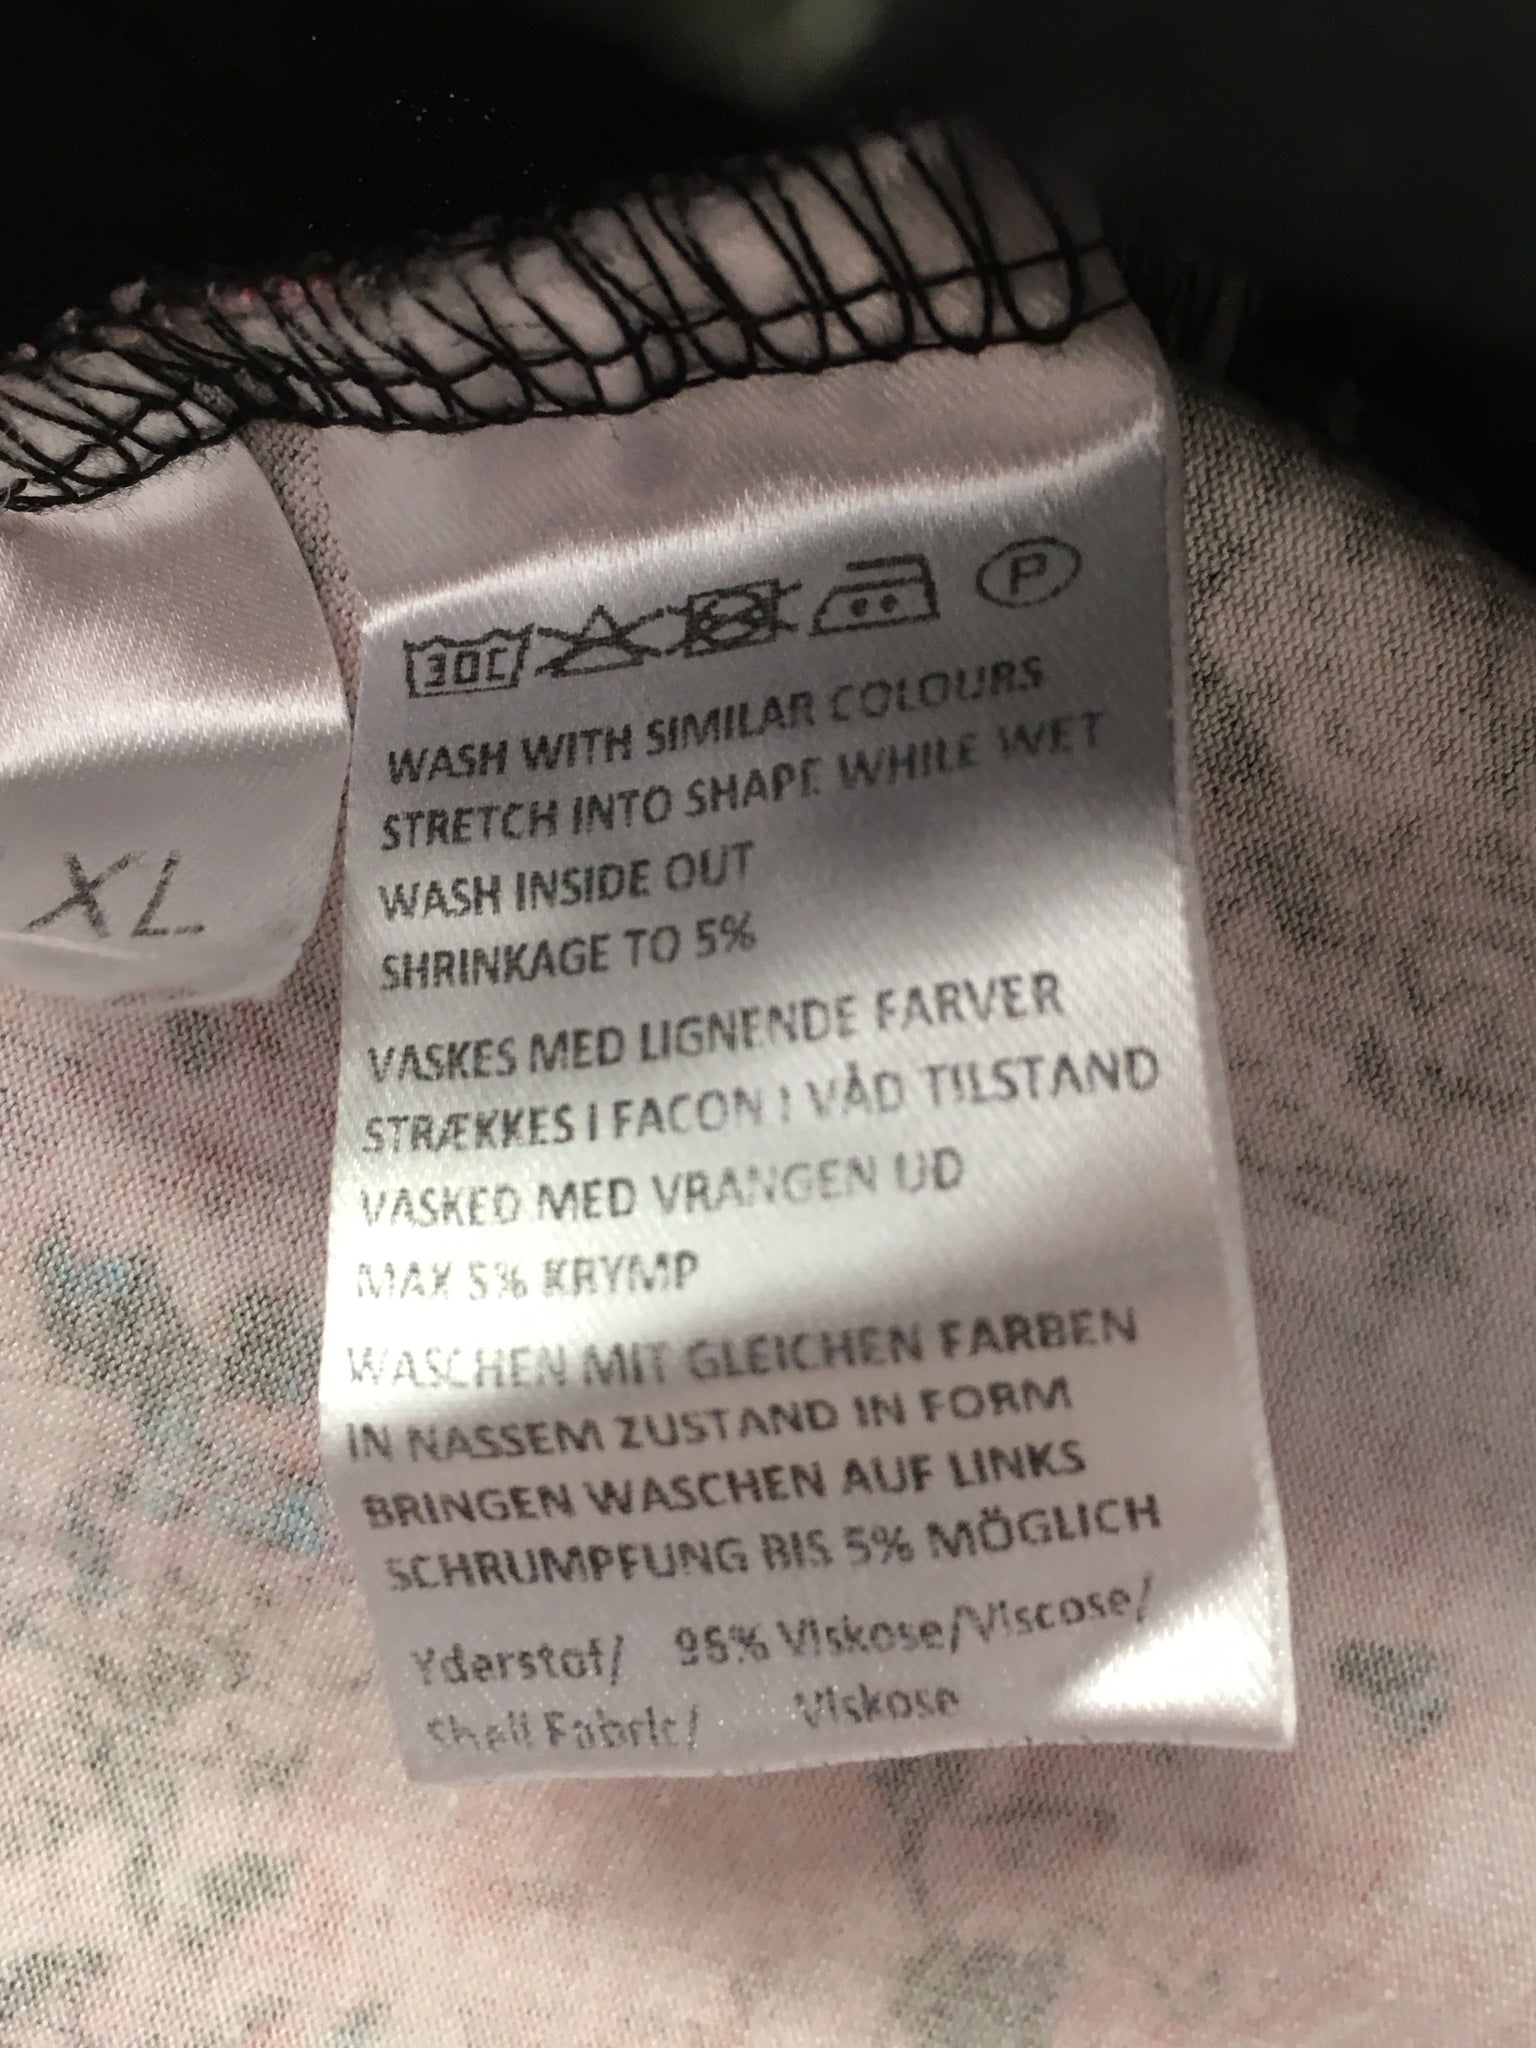 XL
30C P
WASH WITH SIMILAR COLOURS
STRETCH INTO SHAPE WHILE WET
WASH INSIDE OUT
SHRINKAGE TO 5%
VASKES MED LIGNENDE FARVER
STRÆKKES I FACON I VÅD TILSTAND
VASKED MED VRANGEN UD
MAX 5% KRYMP
WASCHEN MIT GLEICHEN FARBEN
IN NASSEM ZUSTAND IN FORM
BRINGEN WASCHEN AUF LINKS
SCHRUMPFUNG BIS 5% MÖGLICH
Yderstof/ 96% Viskose/Viscose/
Shell Fabric/ Viskose